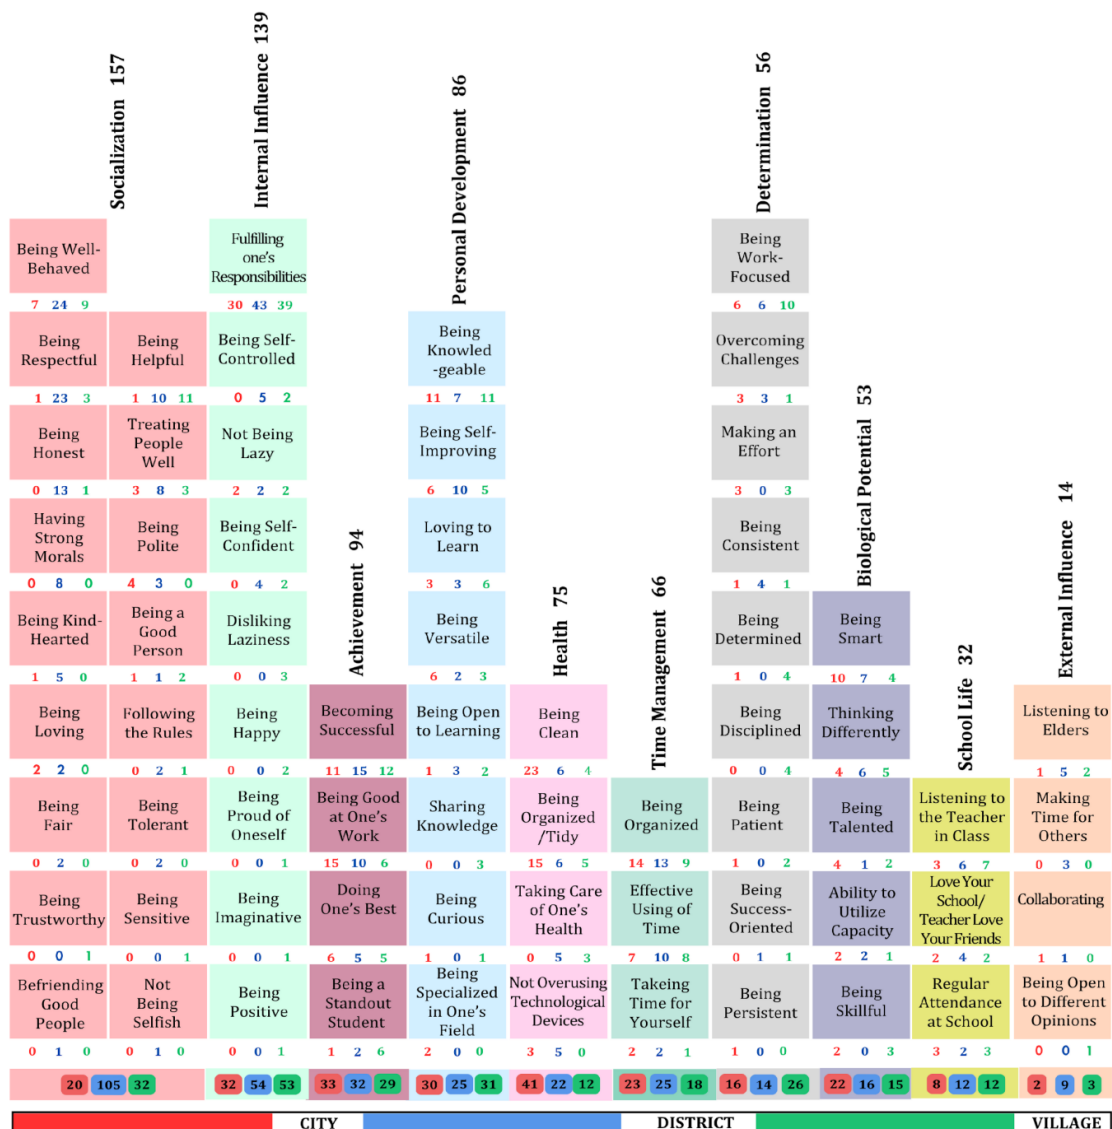 Socialization 157
Internal Influence 139
Achievement 94
Personal Development 86
Health 75
Time Management 66
Determination 56
Biological Potential 53
School Life 32
External Influence 14
Being Well-
Behaved
7 24 9
Being
Respectful
1 23 3
Being
Honest
0 13 1
Having
Strong
Morals
0 8 0
Being Kind-
Hearted
1 5 0
Being
Loving
2 2 0
Being
Fair
0 2 0
Being
Trustworthy
0 0 1
Befriending
Good
People
0 1 0
Being
Helpful
1 10 11
Treating
People
Well
3 8 3
Being
Polite
4 3 0
Being a
Good
Person
1 1 2
Following
the Rules
0 2 1
Being
Tolerant
0 2 0
Being
Sensitive
0 0 1
Not
Being
Selfish
0 1 0
20 105 32
Fulfilling
one's
Responsibilities
30 43 39
Being Self-
Controlled
0 5 2
Not Being
Lazy
2 2 2
Being Self-
Confident
0 4 2
Disliking
Laziness
0 0 3
Being
Happy
0 0 2
Being
Proud of
Oneself
0 0 1
Being
Imaginative
0 0 1
Being
Positive
0 0 1
32 54 53
Becoming
Successful
11 15 12
Being Good
at One's
Work
15 10 6
Doing
One's Best
6 5 5
Being a
Standout
Student
1 2 6
33 32 29
Being
Knowled
-geable
11 7 11
Being Self-
Improving
6 10 5
Loving to
Learn
3 3 6
Being
Versatile
6 2 3
Being Open
to Learning
1 3 2
Sharing
Knowledge
0 0 3
Being
Curious
1 0 1
Being
Specialized
in One's
Field
2 0 0
30 25 31
Being
Clean
23 6 4
Being
Organized
/Tidy
15 6 5
Taking Care
of One's
Health
0 5 3
Not Overusing
Technological
Devices
3 5 0
41 22 12
Being
Organized
14 13 9
Effective
Using of
Time
7 10 8
Takeing
Time for
Yourself
2 2 1
23 25 18
Being
Work-
Focused
6 6 10
Overcoming
Challenges
3 3 1
Making an
Effort
3 0 3
Being
Consistent
1 4 1
Being
Determined
1 0 4
Being
Disciplined
0 0 4
Being
Patient
1 0 2
Being
Success-
Oriented
0 1 1
Being
Persistent
1 0 0
16 14 26
Being
Smart
10 7 4
Thinking
Differently
4 6 5
Being
Talented
4 1 2
Ability to
Utilize
Capacity
2 2 1
Being
Skillful
2 0 3
22 16 15
Listening to
the Teacher
in Class
3 6 7
Love Your
School/
Teacher Love
Your Friends
2 4 2
Regular
Attendance
at School
3 2 3
8 12 12
Listening to
Elders
1 5 2
Making
Time for
Others
0 3 0
Collaborating
1 1 0
Being Open
to Different
Opinions
0 0 1
2 9 3
CITY
DISTRICT
VILLAGE